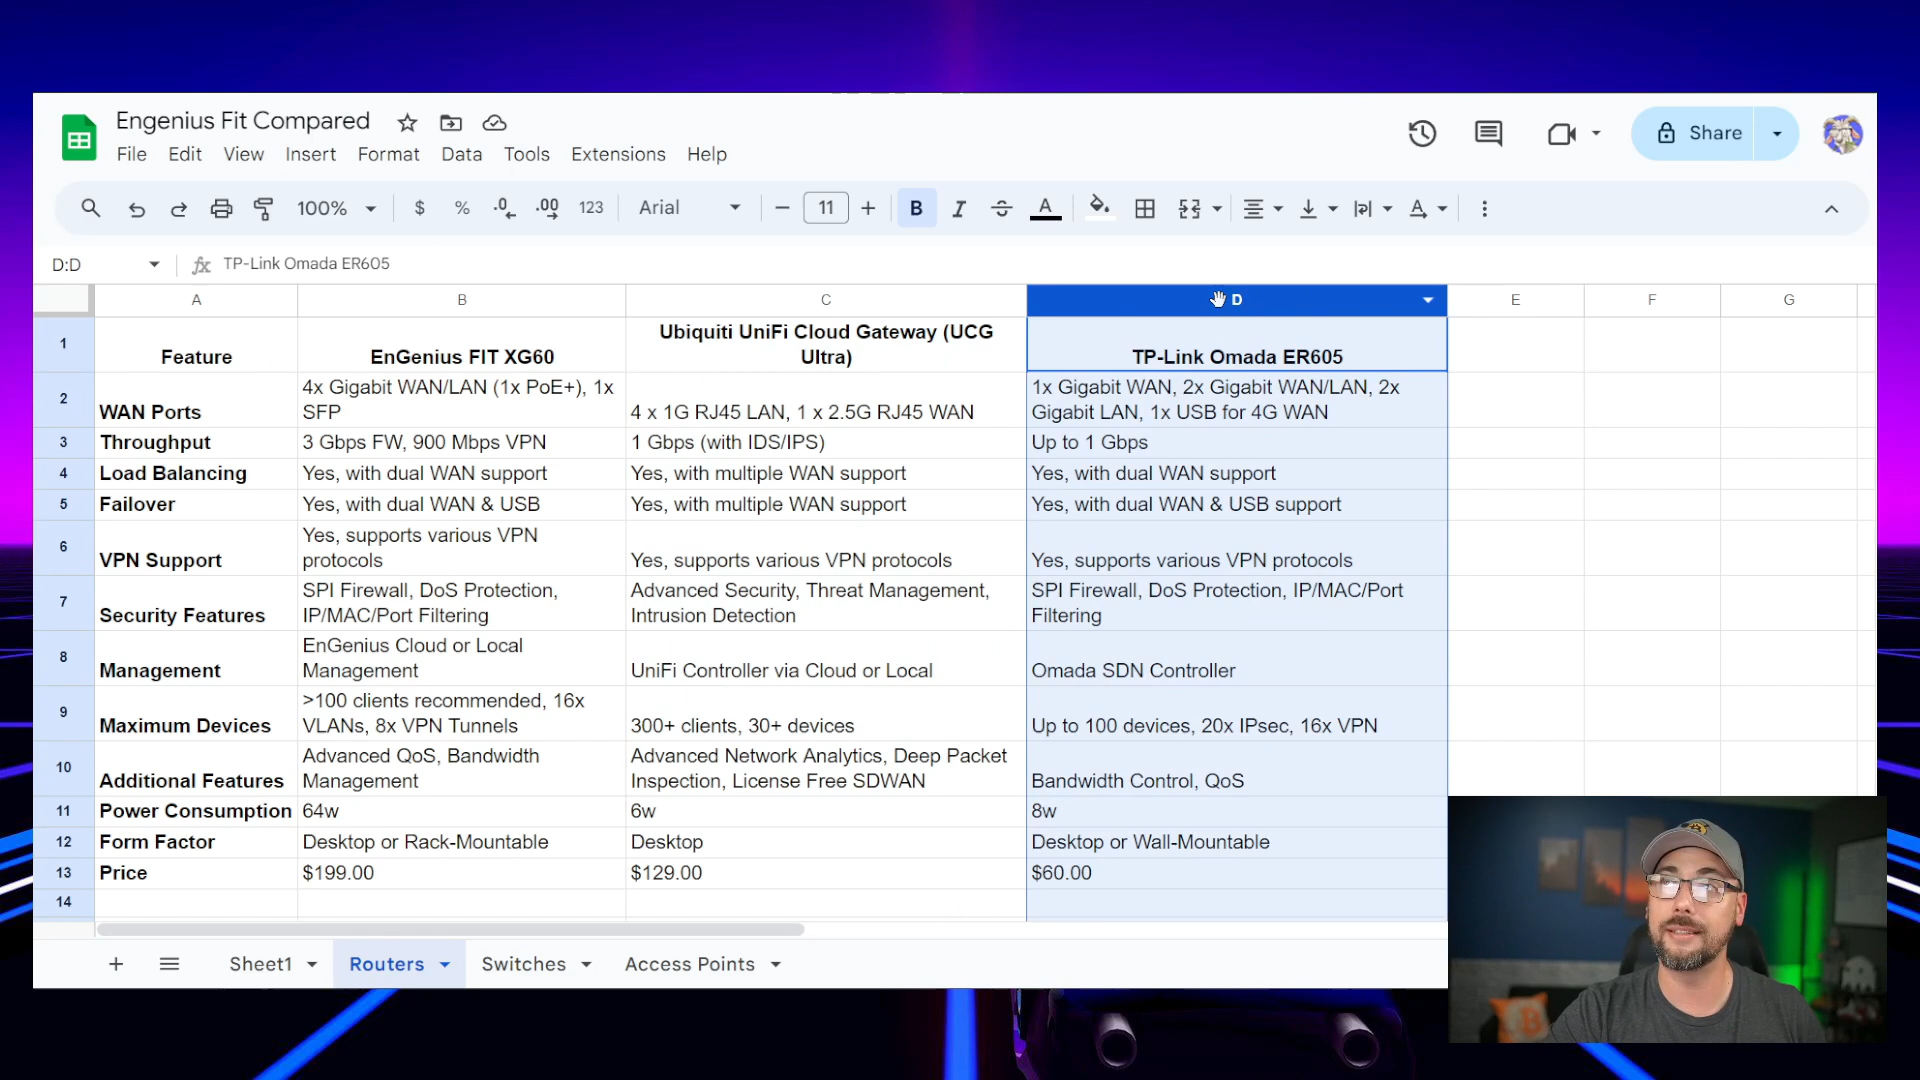 Engenius Fit Compared
File Edit View Insert Format Data Tools Extensions Help
Share
100% $ % .0 .00 123 Arial 11 B I S A
D:D fx TP-Link Omada ER605
A B C D E F G
1 Feature EnGenius FIT XG60 Ubiquiti UniFi Cloud Gateway (UCG
Ultra) TP-Link Omada ER605
2 WAN Ports 4x Gigabit WAN/LAN (1x PoE+), 1x
SFP 4 x 1G RJ45 LAN, 1 x 2.5G RJ45 WAN 1x Gigabit WAN, 2x Gigabit WAN/LAN, 2x
Gigabit LAN, 1x USB for 4G WAN
3 Throughput 3 Gbps FW, 900 Mbps VPN 1 Gbps (with IDS/IPS) Up to 1 Gbps
4 Load Balancing Yes, with dual WAN support Yes, with multiple WAN support Yes, with dual WAN support
5 Failover Yes, with dual WAN & USB Yes, with multiple WAN support Yes, with dual WAN & USB support
6 VPN Support Yes, supports various VPN
protocols Yes, supports various VPN protocols Yes, supports various VPN protocols
7 Security Features SPI Firewall, DoS Protection,
IP/MAC/Port Filtering Advanced Security, Threat Management,
Intrusion Detection SPI Firewall, DoS Protection, IP/MAC/Port
Filtering
8 Management EnGenius Cloud or Local
Management UniFi Controller via Cloud or Local Omada SDN Controller
9 Maximum Devices >100 clients recommended, 16x
VLANs, 8x VPN Tunnels 300+ clients, 30+ devices Up to 100 devices, 20x IPsec, 16x VPN
10 Additional Features Advanced QoS, Bandwidth
Management Advanced Network Analytics, Deep Packet
Inspection, License Free SDWAN Bandwidth Control, QoS
11 Power Consumption 64w 6w 8w
12 Form Factor Desktop or Rack-Mountable Desktop Desktop or Wall-Mountable
13 Price $199.00 $129.00 $60.00
14
Sheet1 Routers Switches Access Points